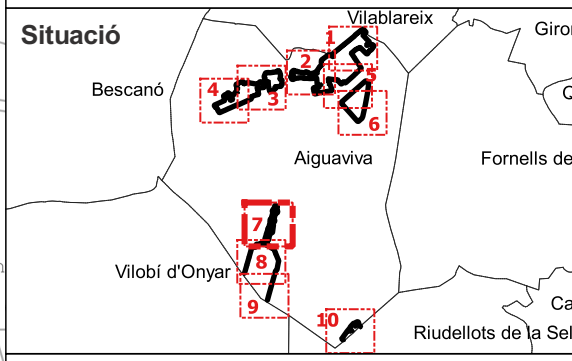 Situació
Vilablareix
Giron
1
2
Bescanó
3
4
5
6
Aiguaviva
Fornells de
7
8
Vilobí d'Onyar
9
10
Ca
Riudellots de la Sel